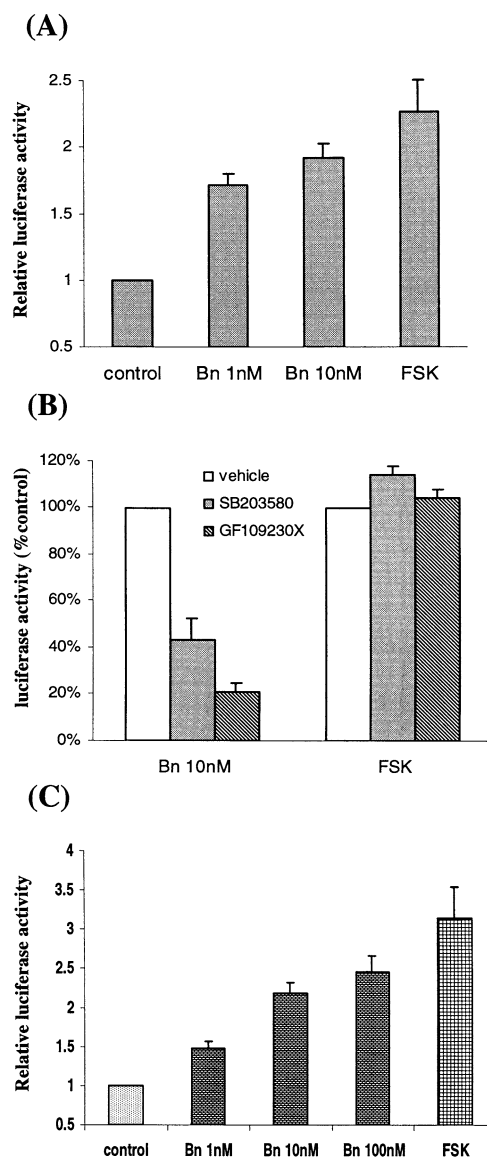 (A)
Relative luciferase activity
2.5
2
1.5
1
0.5
control Bn 1nM Bn 10nM FSK
(B)
luciferase activity (%control)
120%
100%
80%
60%
40%
20%
0%
vehicle
SB203580
GF109230X
Bn 10nM FSK
(C)
Relative luciferase activity
4
3.5
3
2.5
2
1.5
1
0.5
control Bn 1nM Bn 10nM Bn 100nM FSK